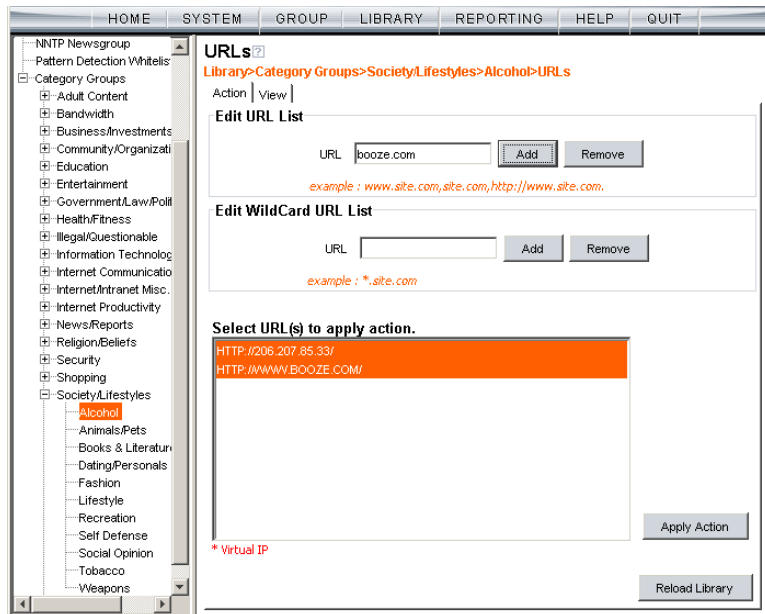 HOME SYSTEM GROUP LIBRARY REPORTING HELP QUIT
NNTP Newsgroup
Pattern Detection Whitelis
Category Groups
Adult Content
Bandwidth
Business/Investments
Community/Organizati
Education
Entertainment
Government/Law/Polit
Health/Fitness
Illegal/Questionable
Information Technolog
Internet Communicatio
Internet/Intranet Misc.
Internet Productivity
News/Reports
Religion/Beliefs
Security
Shopping
Society/Lifestyles
Alcohol
Animals/Pets
Books & Literatur
Dating/Personals
Fashion
Lifestyle
Recreation
Self Defense
Social Opinion
Tobacco
Weapons
URLs ?
Library>Category Groups>Society/Lifestyles>Alcohol>URLs
Action View
Edit URL List
URL booze.com Add Remove
example : www.site.com,site.com,http://www.site.com.
Edit WildCard URL List
URL Add Remove
example : *.site.com
Select URL(s) to apply action.
HTTP://206.207.85.33/
HTTP://WWW.BOOZE.COM/
Apply Action
* Virtual IP
Reload Library